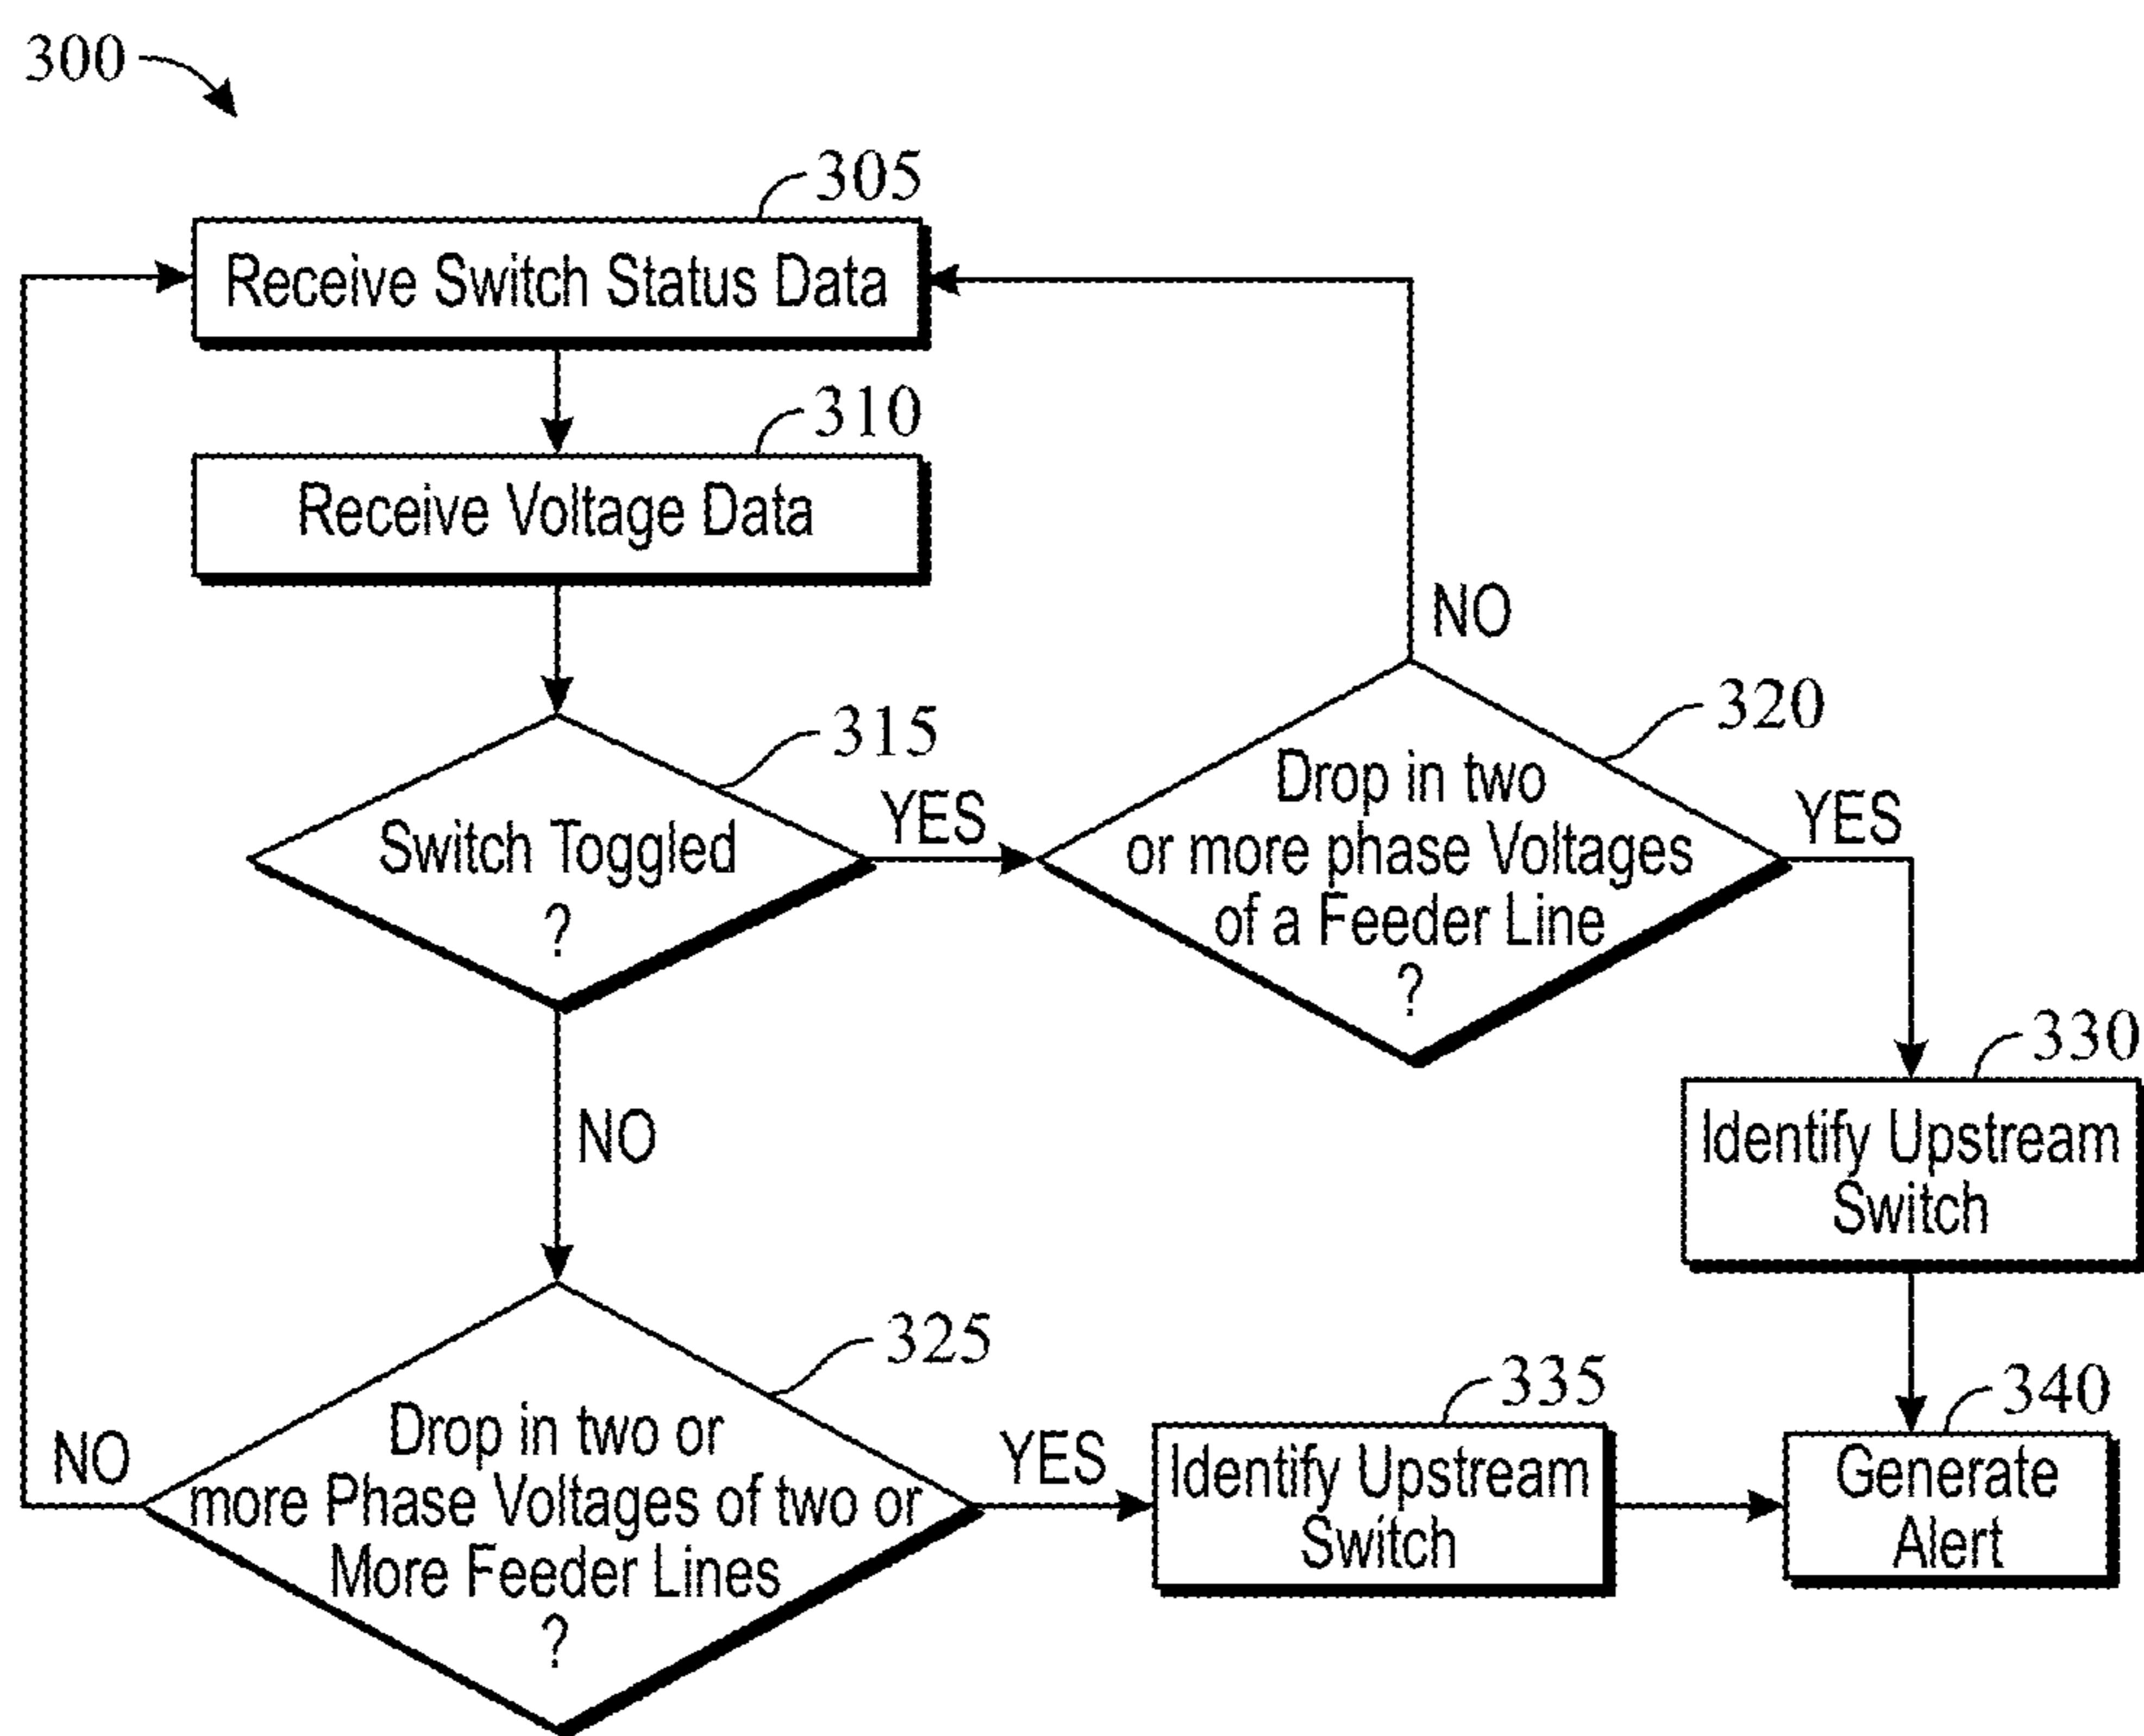 300
305
Receive Switch Status Data
310
Receive Voltage Data
NO
315
320
Switch Toggled
?
YES
Drop in two
or more phase Voltages
of a Feeder Line
?
YES
330
Identify Upstream
Switch
NO
325
Drop in two or
more Phase Voltages of two or
More Feeder Lines
?
NO
YES
335
Identify Upstream
Switch
340
Generate
Alert